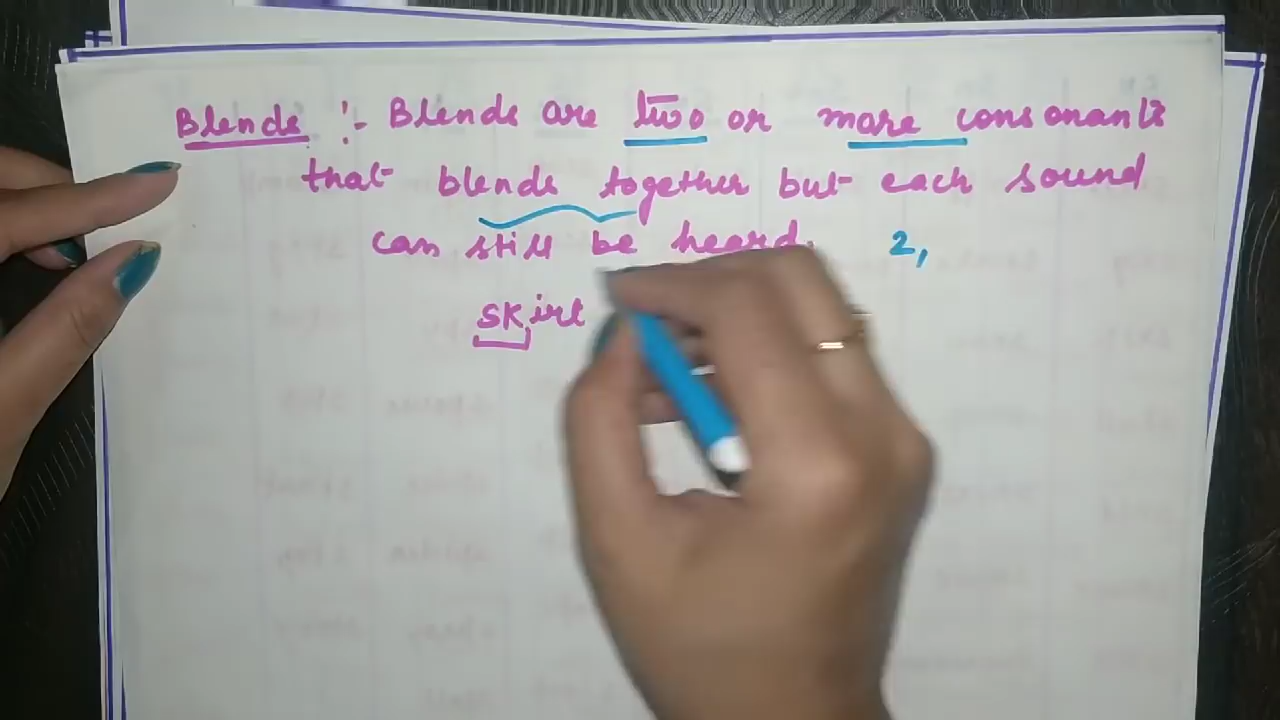 Blends :- Blends are two or more consonants
that blends together but each sound
can still be heard. 2,
skirt